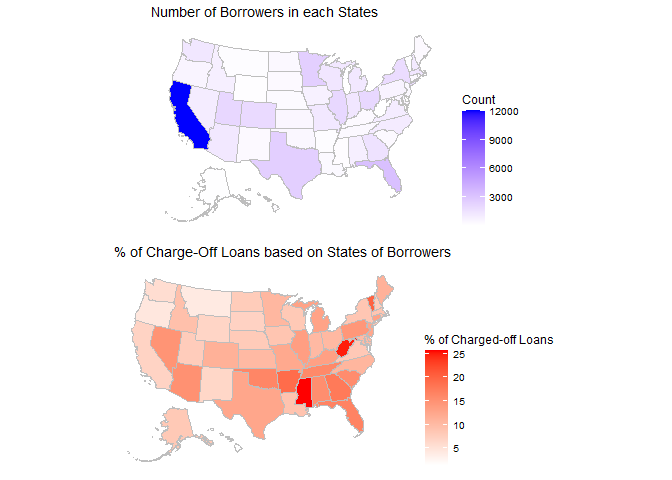 Number of Borrowers in each States
Count
12000
9000
6000
3000
% of Charge-Off Loans based on States of Borrowers
% of Charged-off Loans
25
20
15
10
5